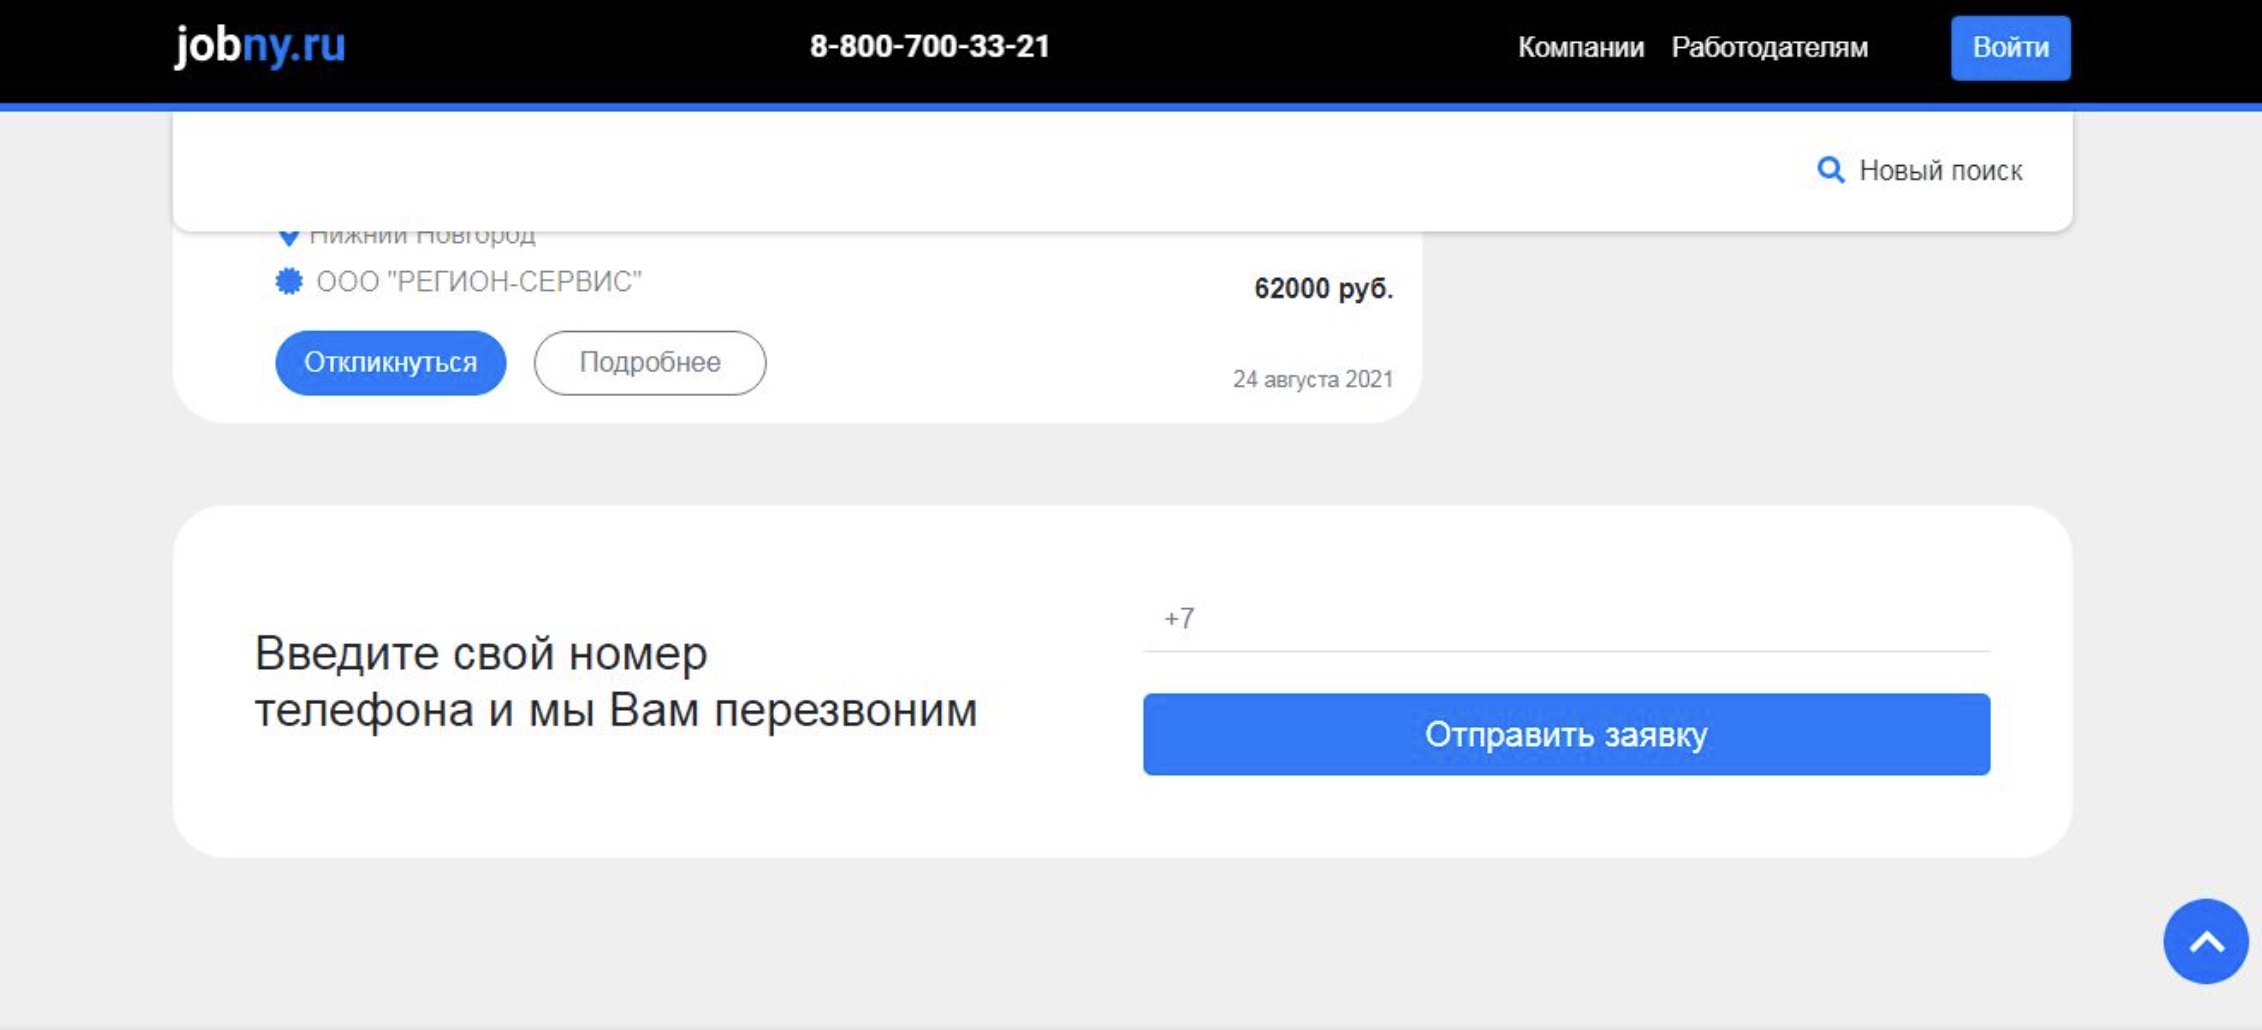 jobny.ru
8-800-700-33-21
Компании Работодателям Войти
Новый поиск
Нижний Новгород
ООО "РЕГИОН-СЕРВИС"
62000 руб.
Откликнуться Подробнее
24 августа 2021
Введите свой номер
телефона и мы Вам перезвоним
+7
Отправить заявку